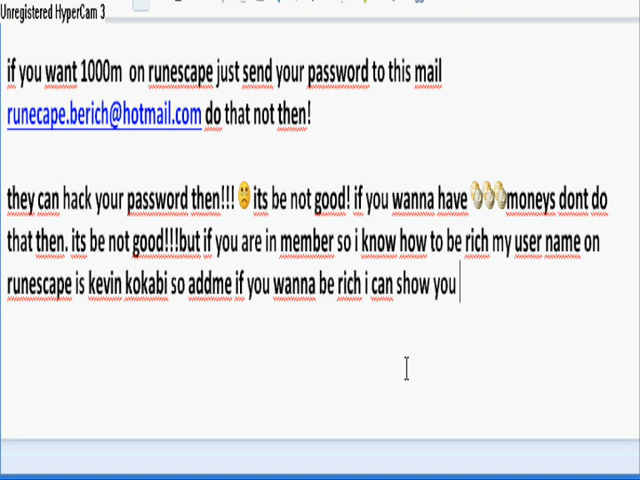 Unregistered HyperCam 3
if you want 1000m on runescape just send your password to this mail
runecape.berich@hotmail.com do that not then!
they can hack your password then!!! its be not good! if you wanna have moneys dont do
that then. its be not good!!!but if you are in member so i know how to be rich my user name on
runescape is kevin kokabi so addme if you wanna be rich i can show you